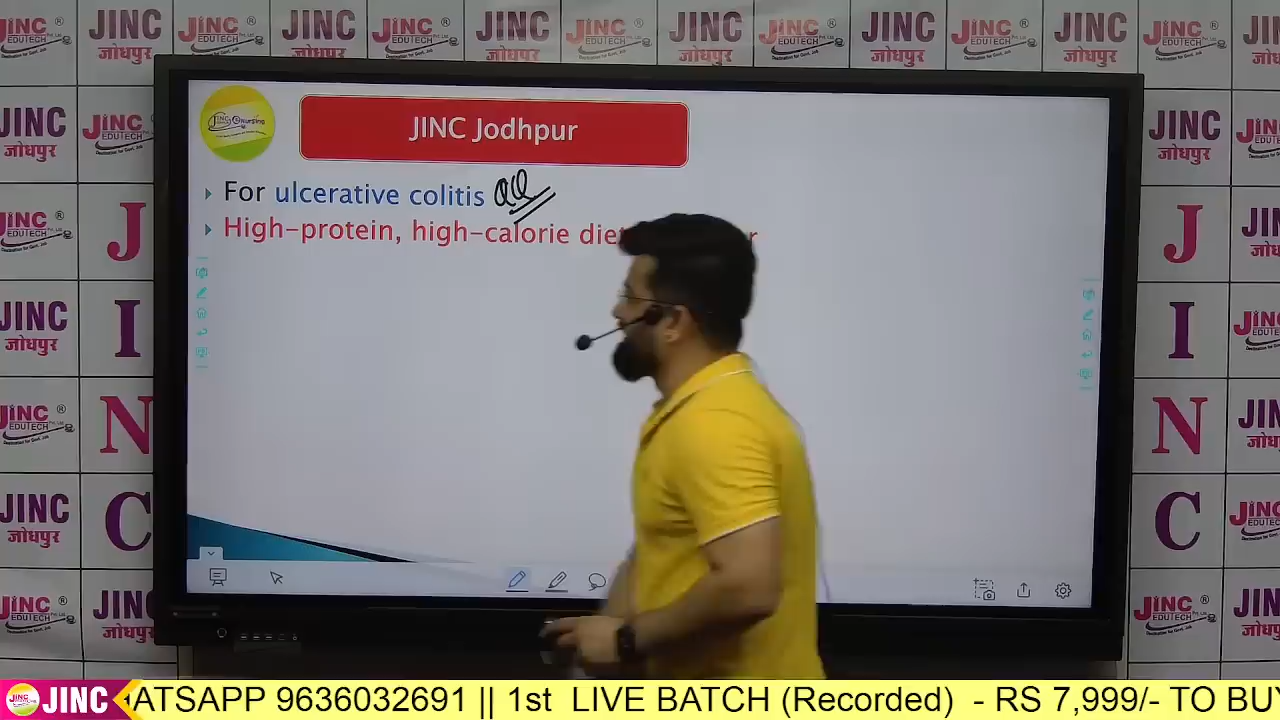 JINC Jodhpur
For ulcerative colitis
High-protein, high-calorie
JINC
जोधपुर
JINC
EDUTECH
J
I
N
C
JINC
ATSAPP 9636032691 || 1st LIVE BATCH (Recorded) - RS 7,999/- TO BUY